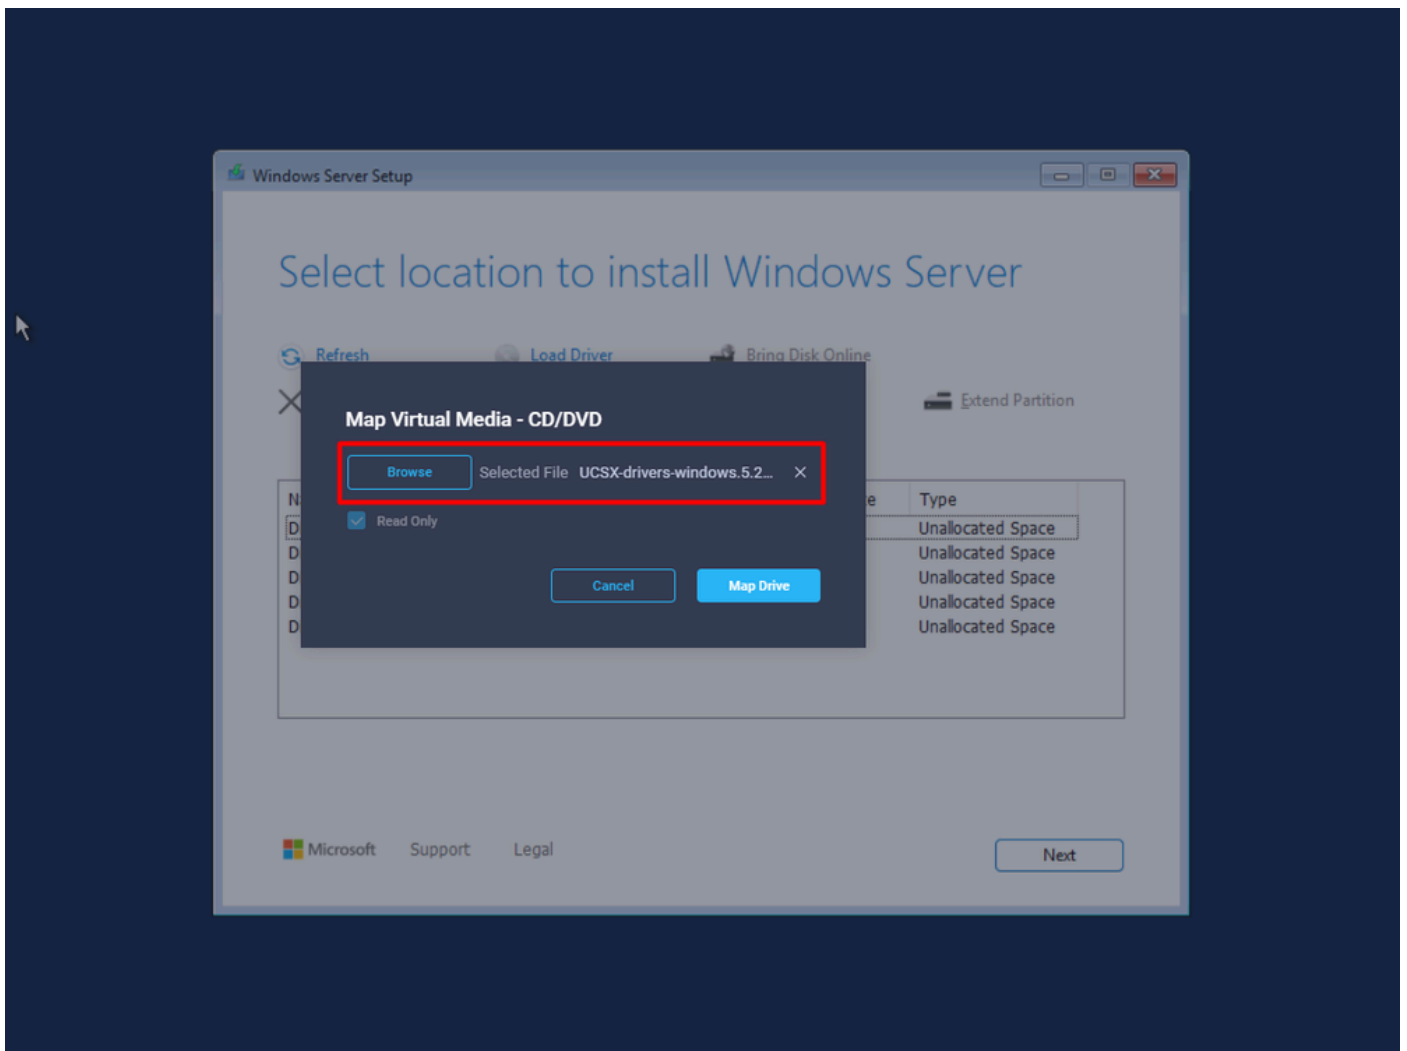 Windows Server Setup
Select location to install Windows Server
Refresh Load Driver Bring Disk Online
Extend Partition
Map Virtual Media - CD/DVD
Browse Selected File UCSX-drivers-windows.5.2...
Read Only
Cancel Map Drive
Type
Unallocated Space
Unallocated Space
Unallocated Space
Unallocated Space
Unallocated Space
Microsoft Support Legal
Next